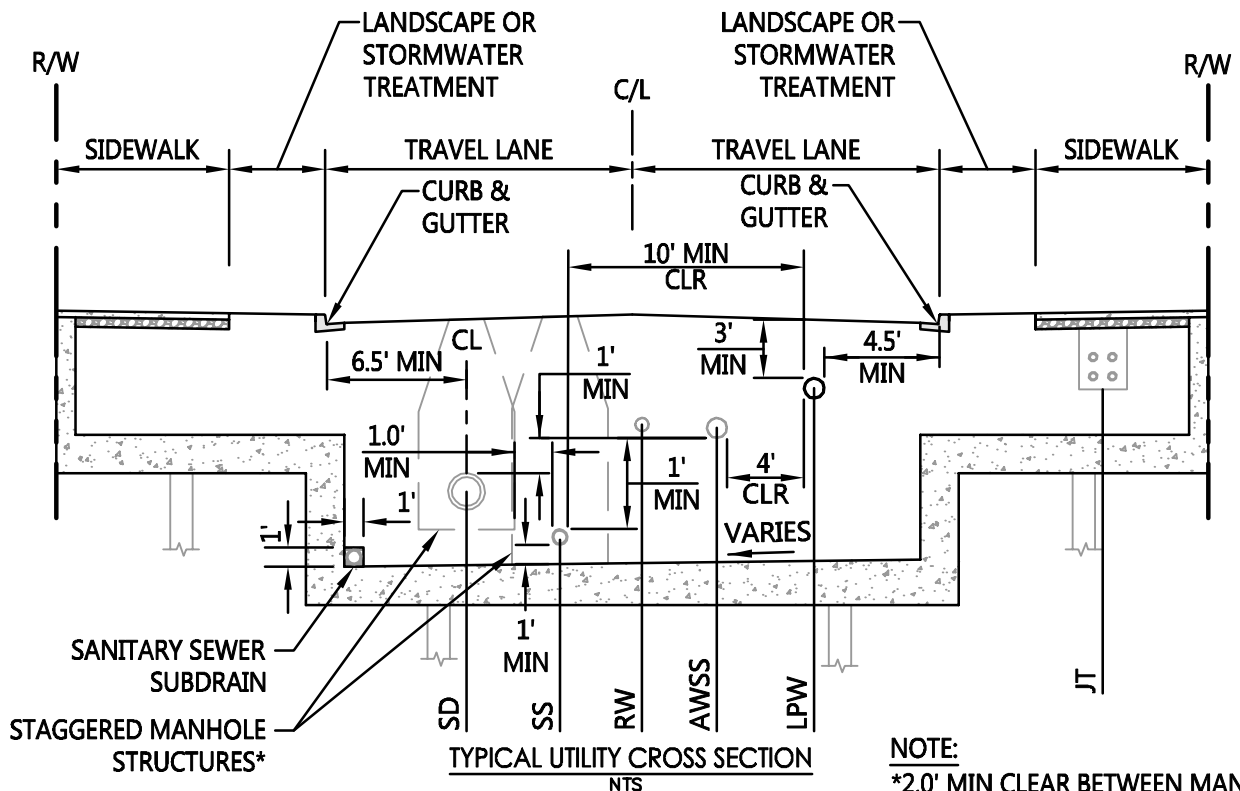 LANDSCAPE OR
STORMWATER
TREATMENT
LANDSCAPE OR
STORMWATER
TREATMENT
R/W
C/L
R/W
SIDEWALK
TRAVEL LANE
TRAVEL LANE
SIDEWALK
CURB &
GUTTER
CURB &
GUTTER
10' MIN
CLR
CL
6.5' MIN
1'
MIN
3'
MIN
4.5'
MIN
1.0'
MIN
1'
MIN
4'
CLR
VARIES
1'
1'
1'
MIN
SANITARY SEWER
SUBDRAIN
STAGGERED MANHOLE
STRUCTURES*
SD
SS
RW
AWSS
LPW
JT
TYPICAL UTILITY CROSS SECTION
NTS
NOTE:
*2.0' MIN CLEAR BETWEEN MAN